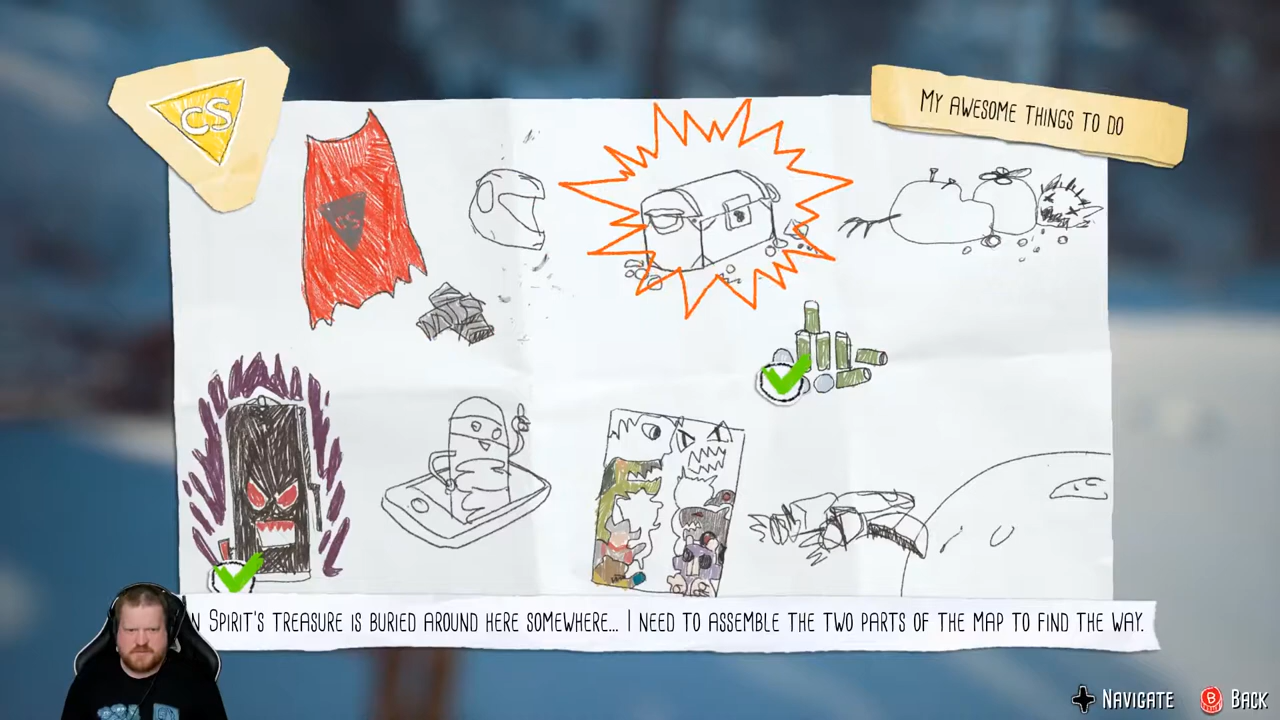 CS
MY AWESOME THINGS TO DO
CS
N SPIRIT'S TREASURE IS BURIED AROUND HERE SOMEWHERE... I NEED TO ASSEMBLE THE TWO PARTS OF THE MAP TO FIND THE WAY.
NAVIGATE
BACK